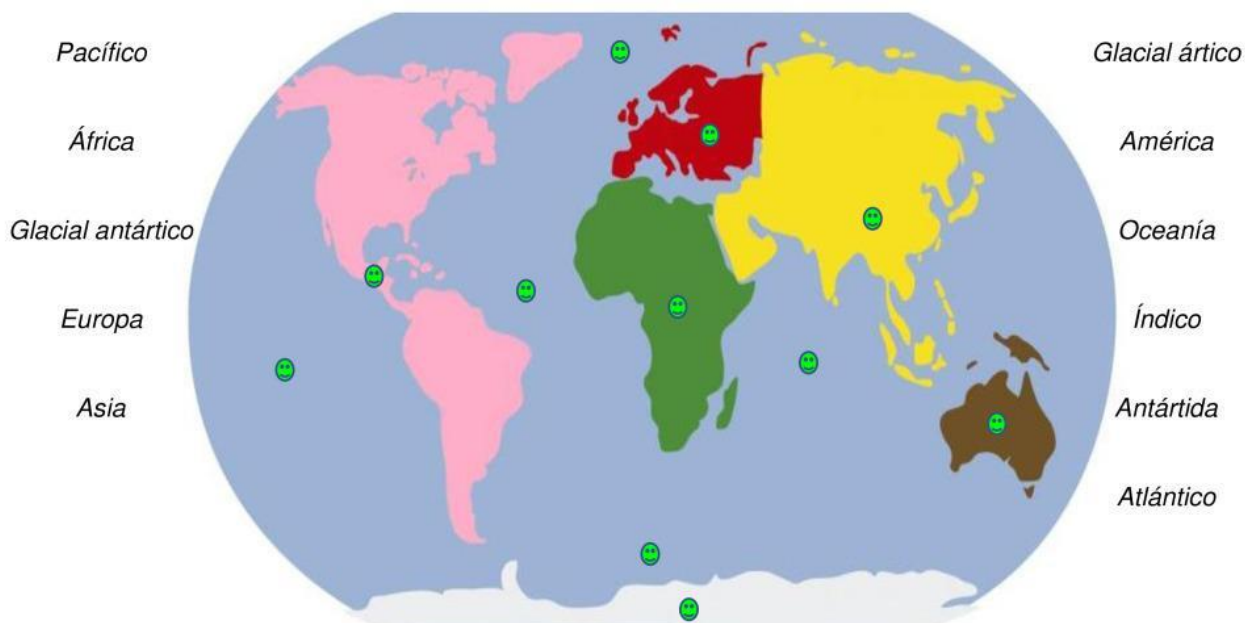 Pacífico
África
Glacial antártico
Europa
Asia
Glacial ártico
América
Oceanía
Índico
Antártida
Atlántico